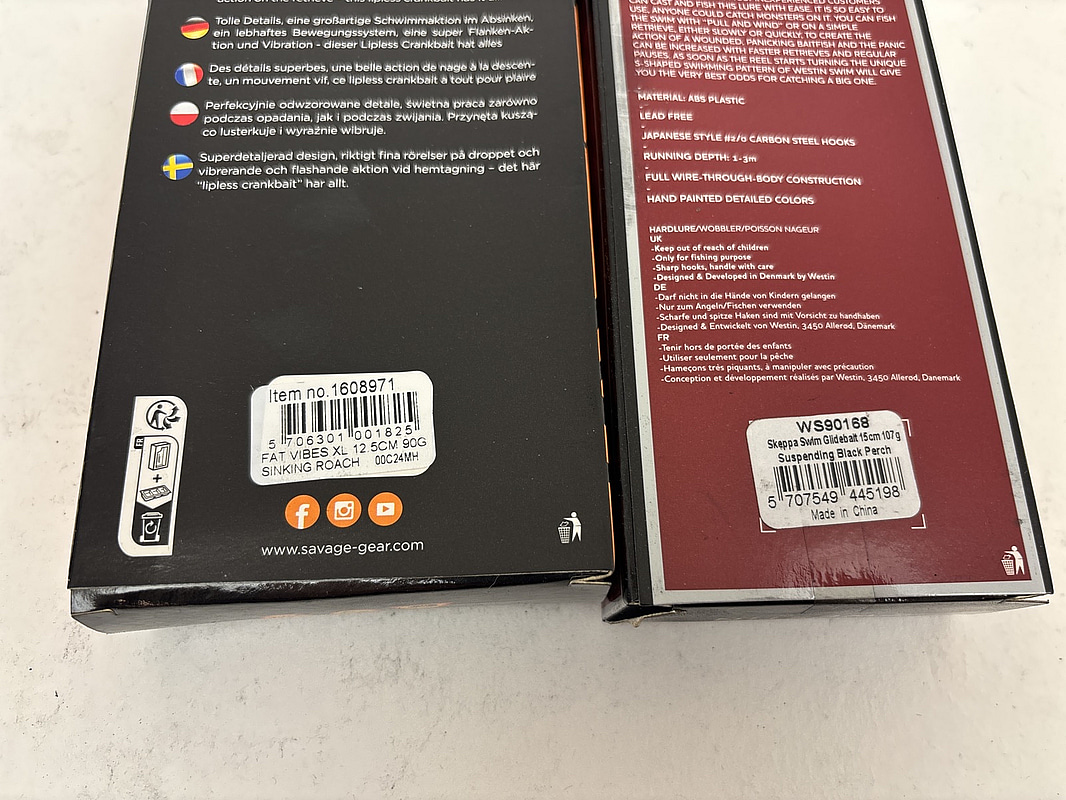 Tolle Details, eine großartige Schwimmaktion im Absinken,
ein lebhaftes Bewegungssystem, eine super Flanken-Ak-
tion und Vibration - dieser Lipless Crankbait hat alles
Des détails superbes, une belle action de nage à la descen-
te, un mouvement vif, ce lipless crankbait a tout pour plaire
Perfekcyjnie odwzorowane detale, świetna praca zarówno
podczas opadania, jak i podczas zwijania. Przynęta kuszą-
co lusterkuje i wyraźnie wibruje.
Superdetaljerad design, riktigt fina rörelser på droppet och
vibrerande och flashande aktion vid hemtagning – det här
"lipless crankbait" har allt.
Item no.1608971
5 706301 001825
FAT VIBES XL 12.5CM 90G
SINKING ROACH 00C24MH
FR
www.savage-gear.com
CAN CAST AND FISH THIS LURE WITH EASE. IT IS SO EASY TO
USE, ANYONE COULD CATCH MONSTERS ON IT. YOU CAN FISH
THE SWIM WITH "PULL AND WIND" OR ON A SIMPLE
RETRIEVE, EITHER SLOWLY OR QUICKLY, TO CREATE THE
ACTION OF A WOUNDED, PANICKING BAITFISH AND THE PANIC
CAN BE INCREASED WITH FASTER RETRIEVES AND REGULAR
PAUSES. AS SOON AS THE REEL STARTS TURNING THE UNIQUE
S-SHAPED SWIMMING PATTERN OF WESTIN SWIM WILL GIVE
YOU THE VERY BEST ODDS FOR CATCHING A BIG ONE.
MATERIAL: ABS PLASTIC
-
LEAD FREE
-
JAPANESE STYLE #2/0 CARBON STEEL HOOKS
-
RUNNING DEPTH: 1-3m
-
FULL WIRE-THROUGH-BODY CONSTRUCTION
-
HAND PAINTED DETAILED COLORS
HARDLURE/WOBBLER/POISSON NAGEUR
UK
-Keep out of reach of children
-Only for fishing purpose
-Sharp hooks, handle with care
-Designed & Developed in Denmark by Westin
DE
-Darf nicht in die Hände von Kindern gelangen
-Nur zum Angeln/Fischen verwenden
-Scharfe und spitze Haken sind mit Vorsicht zu handhaben
-Designed & Entwickelt von Westin, 3450 Allerød, Dänemark
FR
-Tenir hors de portée des enfants
-Utiliser seulement pour la pêche
-Hameçons très piquants, à manipuler avec précaution
-Conception et développement réalisés par Westin, 3450 Allerød, Danemark
WS90168
Skeppa Swim Glidebait 15cm 107g
Suspending Black Perch
5 707549 445198
Made in China